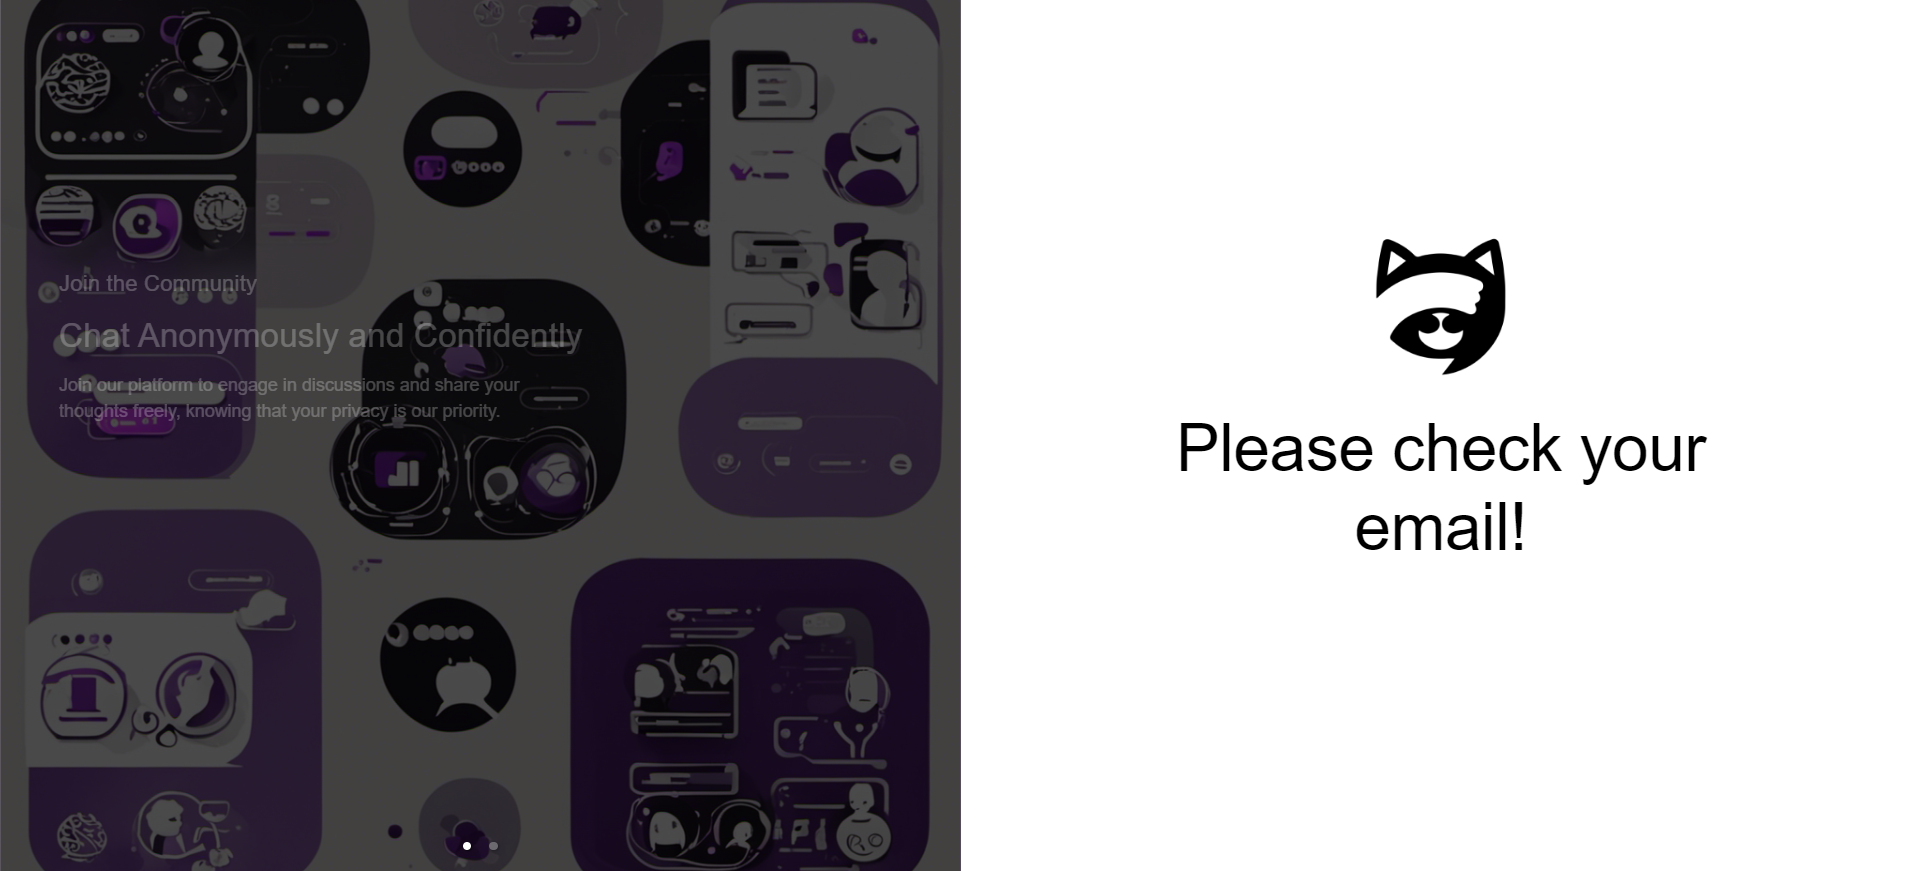 Join the Community
Chat Anonymously and Confidently
Join our platform to engage in discussions and share your
thoughts freely, knowing that your privacy is our priority.
Please check your
email!